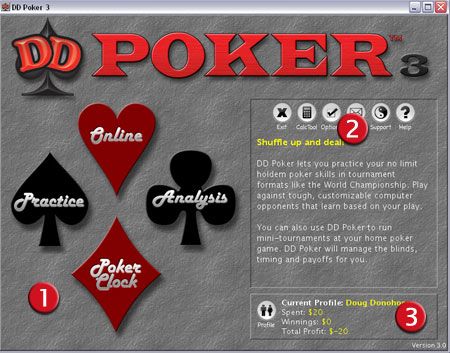 DD Poker 3
DD POKER™ 3
Online
Practice
Analysis
Poker
Clock
Exit CalcTool Support Help
2
Shuffle up and deal
DD Poker lets you practice your no limit
holdem poker skills in tournament
formats like the World Championship. Play
against tough, customizable computer
opponents that learn based on your play.
You can also use DD Poker to run
mini-tournaments at your home poker
game. DD Poker will manage the blinds,
timing and payoffs for you.
1
Profile
Current Profile: Doug Donohoe
Spent: $20
Winnings: $0
Total Profit: $-20
3
Version 3.0